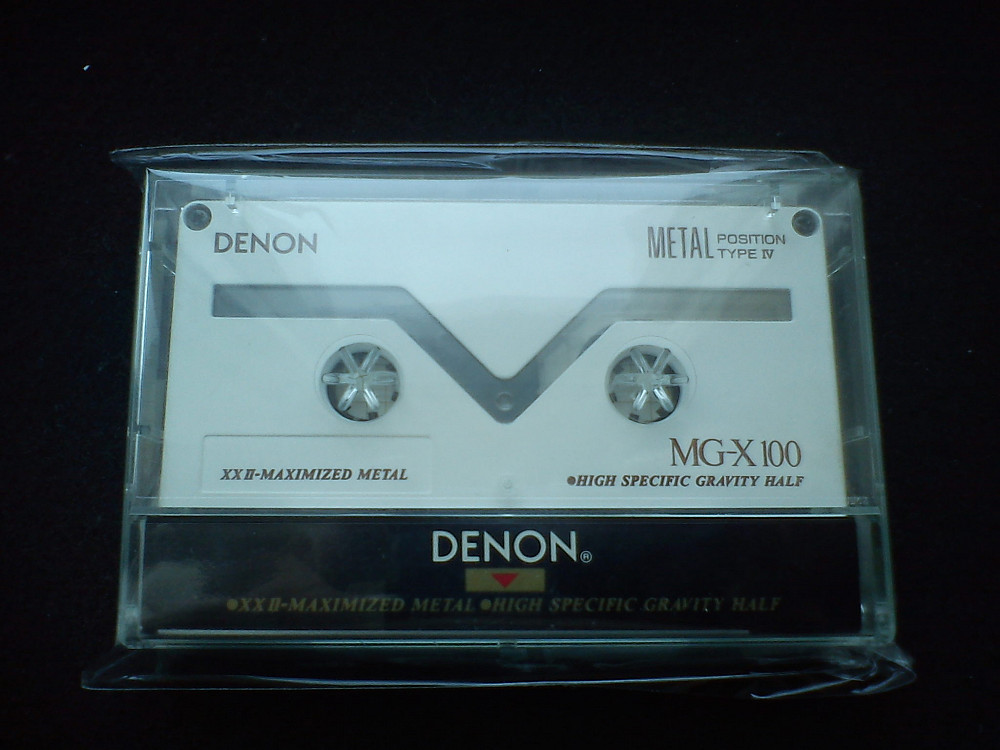 DENON
METAL POSITION
TYPE IV
MG-X100
XXII-MAXIMIZED METAL
●HIGH SPECIFIC GRAVITY HALF
DENON®
●XXII-MAXIMIZED METAL ●HIGH SPECIFIC GRAVITY HALF